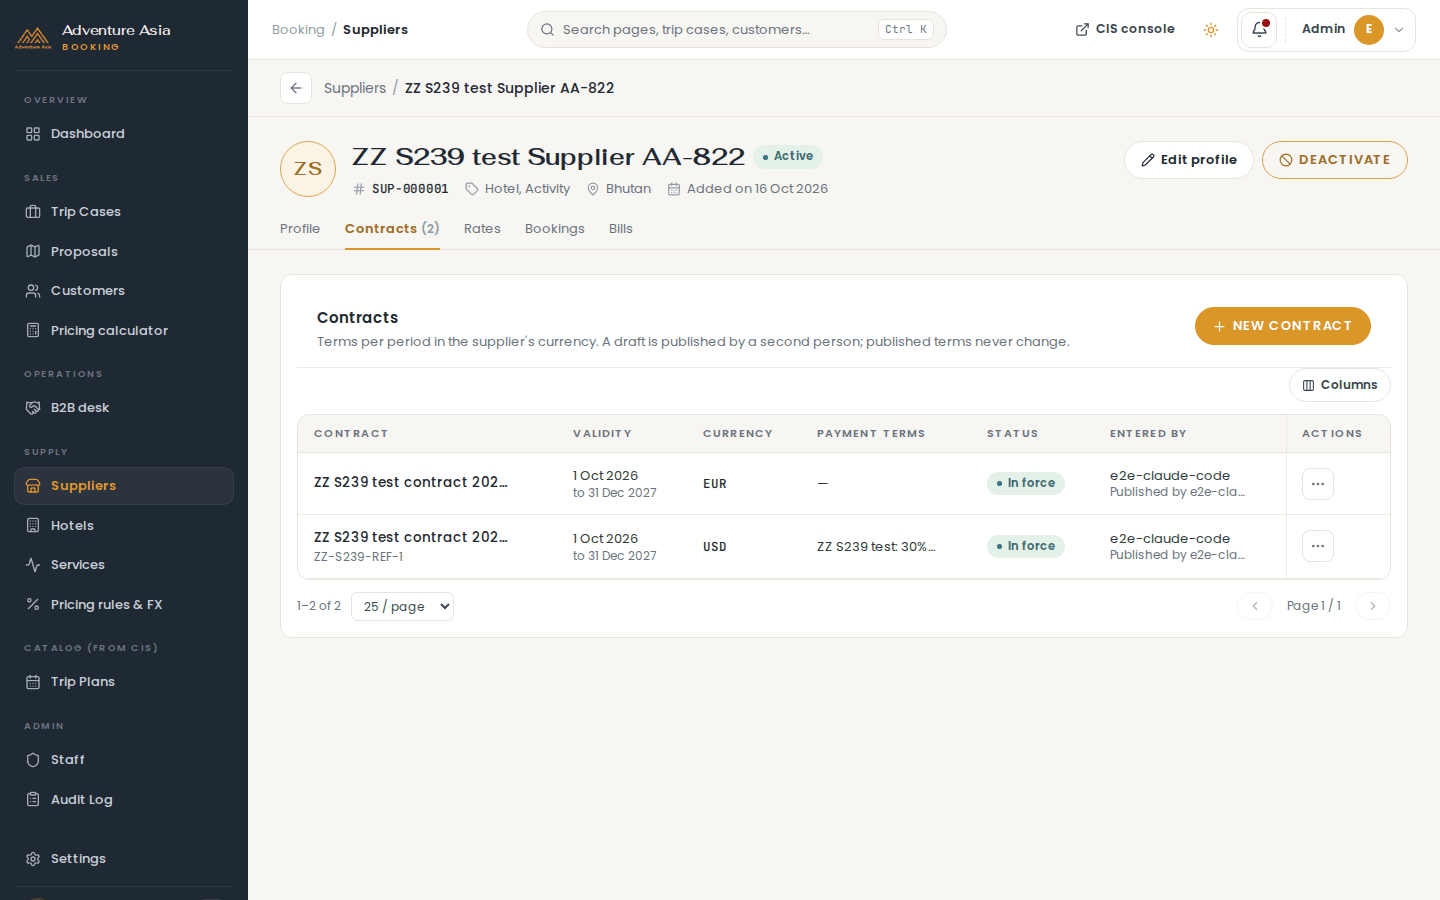 Adventure Asia
BOOKING
OVERVIEW
Dashboard
SALES
Trip Cases
Proposals
Customers
Pricing calculator
OPERATIONS
B2B desk
SUPPLY
Suppliers
Hotels
Services
Pricing rules & FX
CATALOG (FROM CIS)
Trip Plans
ADMIN
Staff
Audit Log
Settings
Booking / Suppliers
Search pages, trip cases, customers...
Ctrl K
CIS console
Admin
E
Suppliers / ZZ S239 test Supplier AA-822
ZS
ZZ S239 test Supplier AA-822
Active
SUP-000001
Hotel, Activity
Bhutan
Added on 16 Oct 2026
Edit profile
DEACTIVATE
Profile
Contracts (2)
Rates
Bookings
Bills
Contracts
Terms per period in the supplier's currency. A draft is published by a second person; published terms never change.
NEW CONTRACT
Columns
CONTRACT VALIDITY CURRENCY PAYMENT TERMS STATUS ENTERED BY ACTIONS
ZZ S239 test contract 202...
1 Oct 2026
to 31 Dec 2027
EUR
—
In force
e2e-claude-code
Published by e2e-cla...
ZZ S239 test contract 202...
ZZ-S239-REF-1
1 Oct 2026
to 31 Dec 2027
USD
ZZ S239 test: 30%...
In force
e2e-claude-code
Published by e2e-cla...
1–2 of 2
25 / page
Page 1 / 1